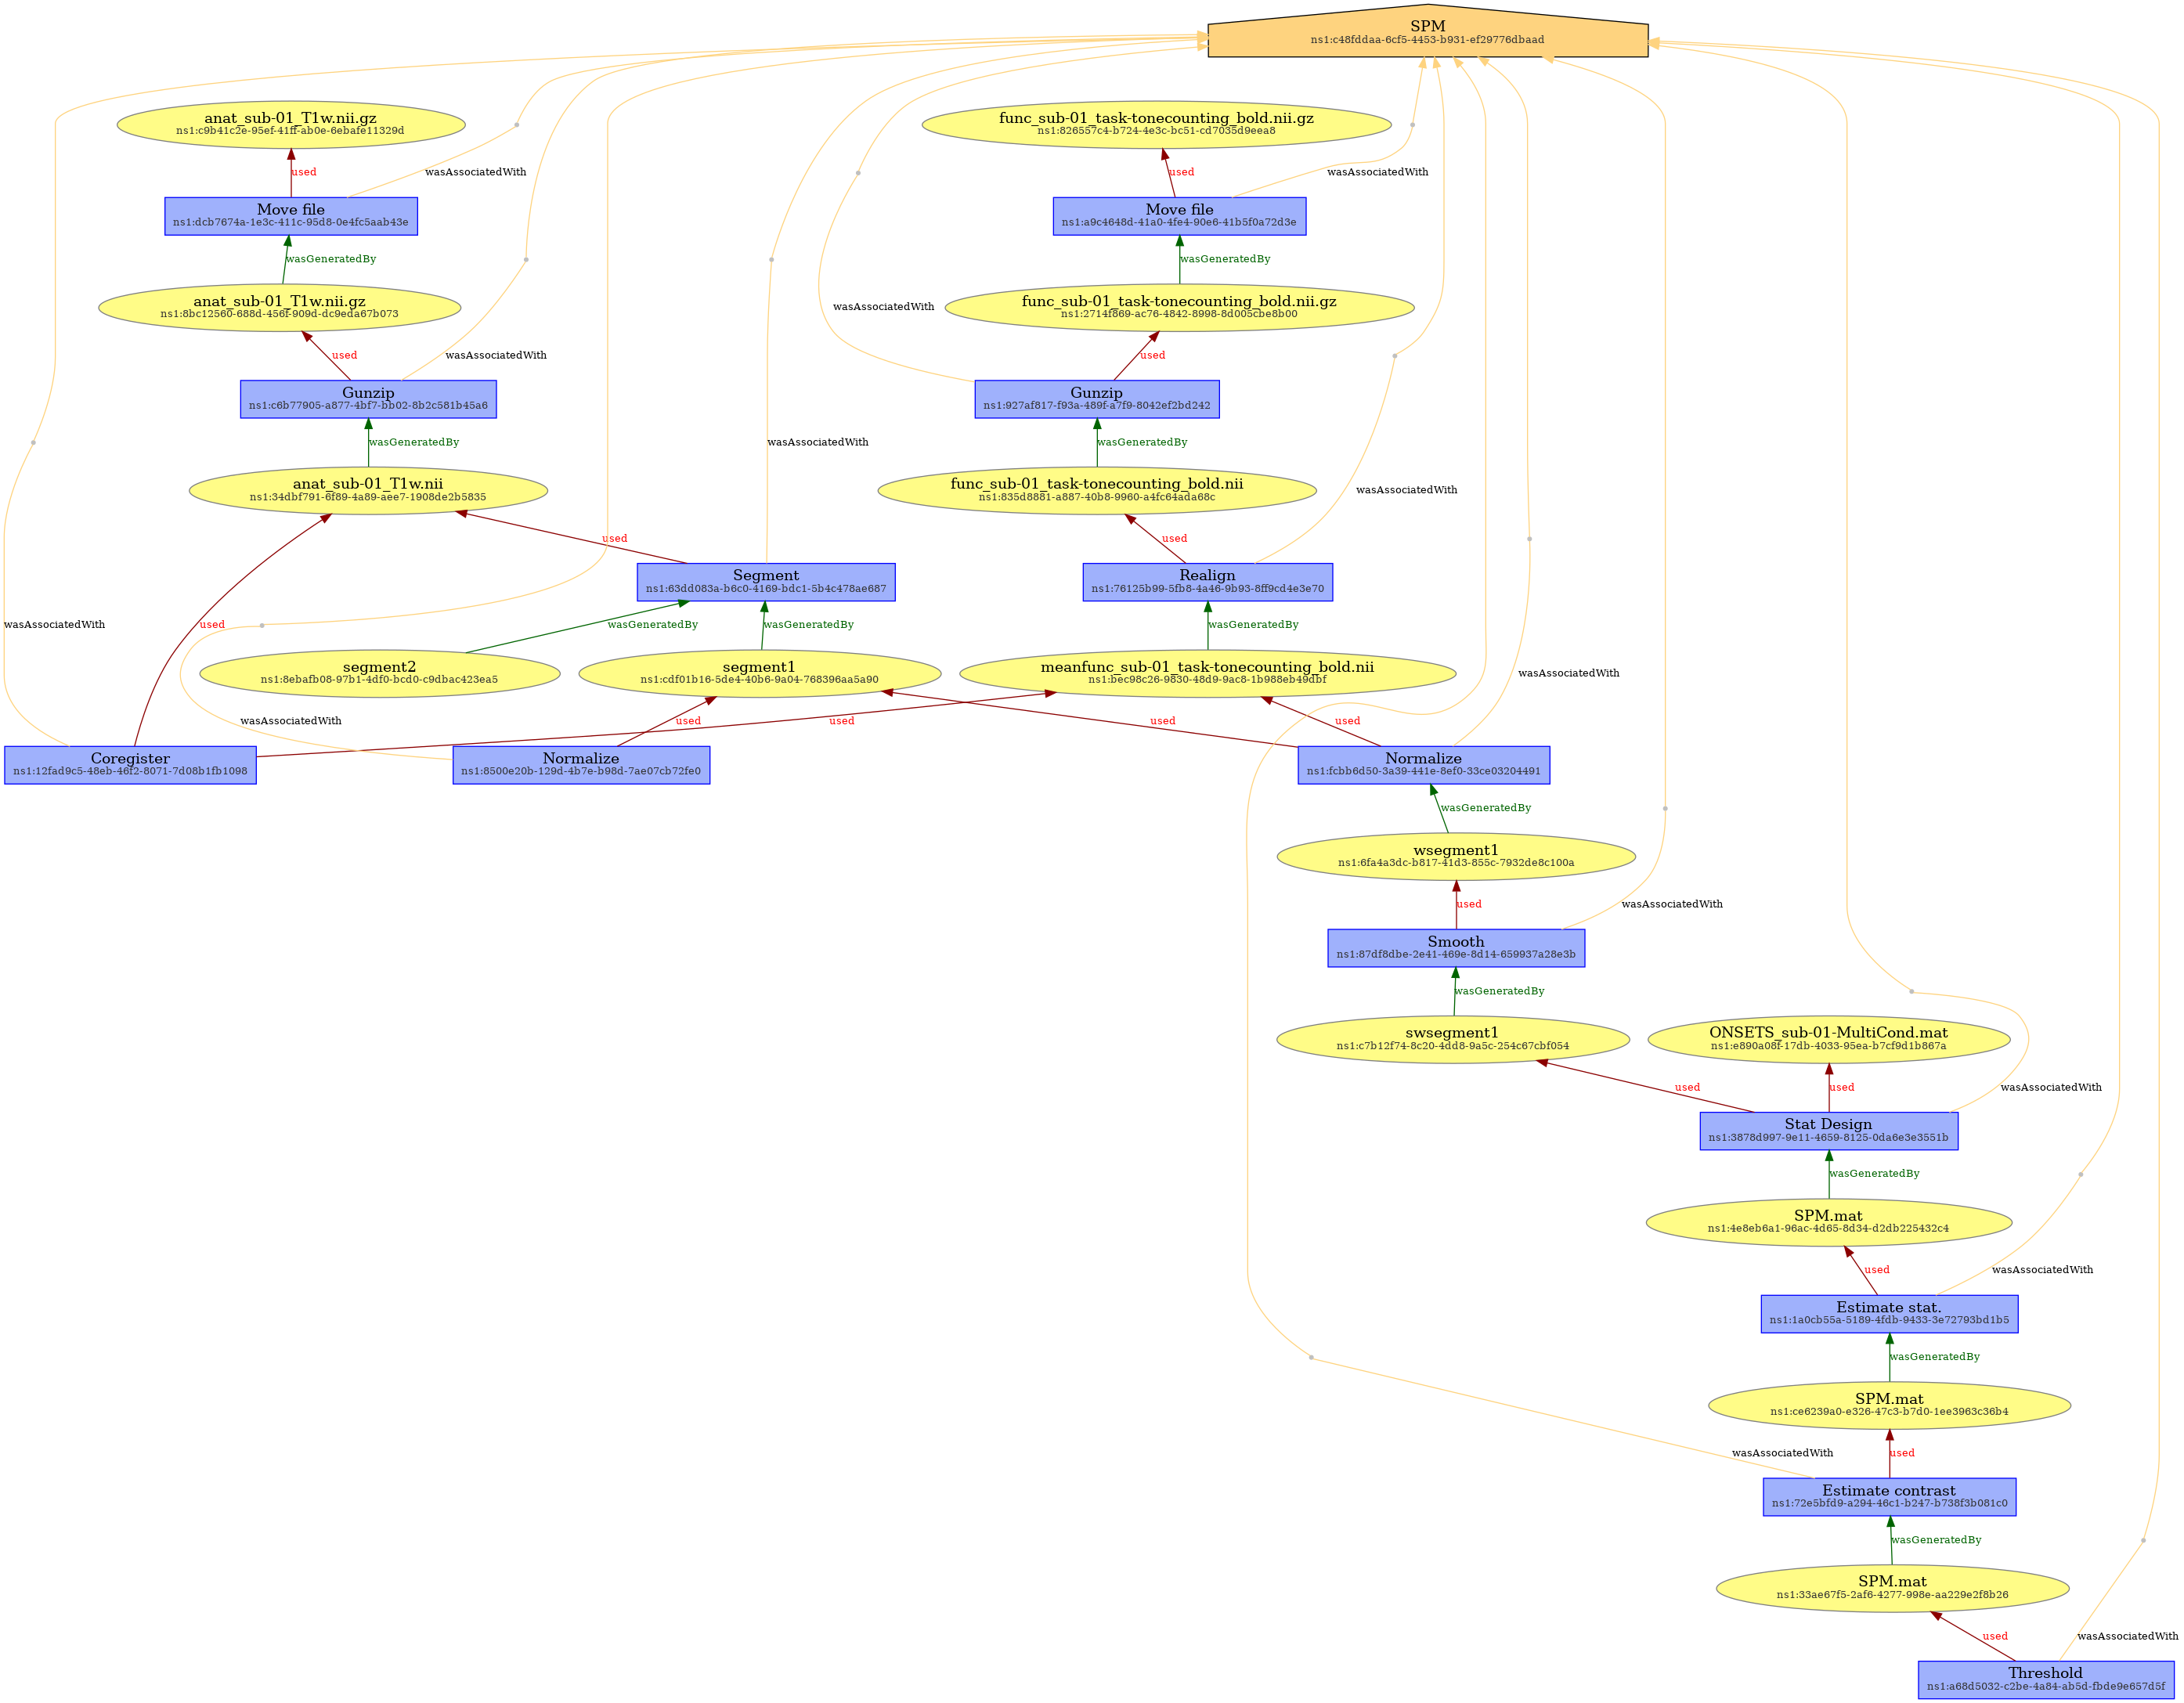 SPM
ns1:c48fddaa-6cf5-4453-b931-ef29776dbaad
anat_sub-01_T1w.nii.gz
ns1:c9b41c2e-95ef-41ff-ab0e-6ebafe11329d
func_sub-01_task-tonecounting_bold.nii.gz
ns1:826557c4-b724-4e3c-bc51-cd7035d9eea8
used
wasAssociatedWith
used
wasAssociatedWith
Move file
ns1:dcb7674a-1e3c-411c-95d8-0e4fc5aab43e
Move file
ns1:a9c4648d-41a0-4fe4-90e6-41b5f0a72d3e
wasGeneratedBy
wasGeneratedBy
anat_sub-01_T1w.nii.gz
ns1:8bc12560-688d-456f-909d-dc9eda67b073
wasAssociatedWith
func_sub-01_task-tonecounting_bold.nii.gz
ns1:2714f869-ac76-4842-8998-8d005cbe8b00
used
wasAssociatedWith
used
Gunzip
ns1:c6b77905-a877-4bf7-bb02-8b2c581b45a6
Gunzip
ns1:927af817-f93a-489f-a7f9-8042ef2bd242
wasGeneratedBy
wasAssociatedWith
wasGeneratedBy
anat_sub-01_T1w.nii
ns1:34dbf791-6f89-4a89-aee7-1908de2b5835
func_sub-01_task-tonecounting_bold.nii
ns1:835d8881-a887-40b8-9960-a4fc64ada68c
wasAssociatedWith
used
used
Segment
ns1:63dd083a-b6c0-4169-bdc1-5b4c478ae687
Realign
ns1:76125b99-5fb8-4a46-9b93-8ff9cd4e3e70
wasAssociatedWith
used
wasGeneratedBy
wasGeneratedBy
wasGeneratedBy
segment2
ns1:8ebafb08-97b1-4df0-bcd0-c9dbac423ea5
segment1
ns1:cdf01b16-5de4-40b6-9a04-768396aa5a90
meanfunc_sub-01_task-tonecounting_bold.nii
ns1:bec98c26-9830-48d9-9ac8-1b988eb49dbf
wasAssociatedWith
wasAssociatedWith
used
used
used
used
Coregister
ns1:12fad9c5-48eb-46f2-8071-7d08b1fb1098
Normalize
ns1:8500e20b-129d-4b7e-b98d-7ae07cb72fe0
Normalize
ns1:fcbb6d50-3a39-441e-8ef0-33ce03204491
wasGeneratedBy
wsegment1
ns1:6fa4a3dc-b817-41d3-855c-7932de8c100a
used
wasAssociatedWith
Smooth
ns1:87df8dbe-2e41-469e-8d14-659937a28e3b
wasGeneratedBy
swsegment1
ns1:c7b12f74-8c20-4dd8-9a5c-254c67cbf054
ONSETS_sub-01-MultiCond.mat
ns1:e890a08f-17db-4033-95ea-b7cf9d1b867a
used
used
wasAssociatedWith
Stat Design
ns1:3878d997-9e11-4659-8125-0da6e3e3551b
wasGeneratedBy
SPM.mat
ns1:4e8eb6a1-96ac-4d65-8d34-d2db225432c4
used
wasAssociatedWith
Estimate stat.
ns1:1a0cb55a-5189-4fdb-9433-3e72793bd1b5
wasGeneratedBy
SPM.mat
ns1:ce6239a0-e326-47c3-b7d0-1ee3963c36b4
wasAssociatedWith
used
Estimate contrast
ns1:72e5bfd9-a294-46c1-b247-b738f3b081c0
wasGeneratedBy
SPM.mat
ns1:33ae67f5-2af6-4277-998e-aa229e2f8b26
used
wasAssociatedWith
Threshold
ns1:a68d5032-c2be-4a84-ab5d-fbde9e657d5f